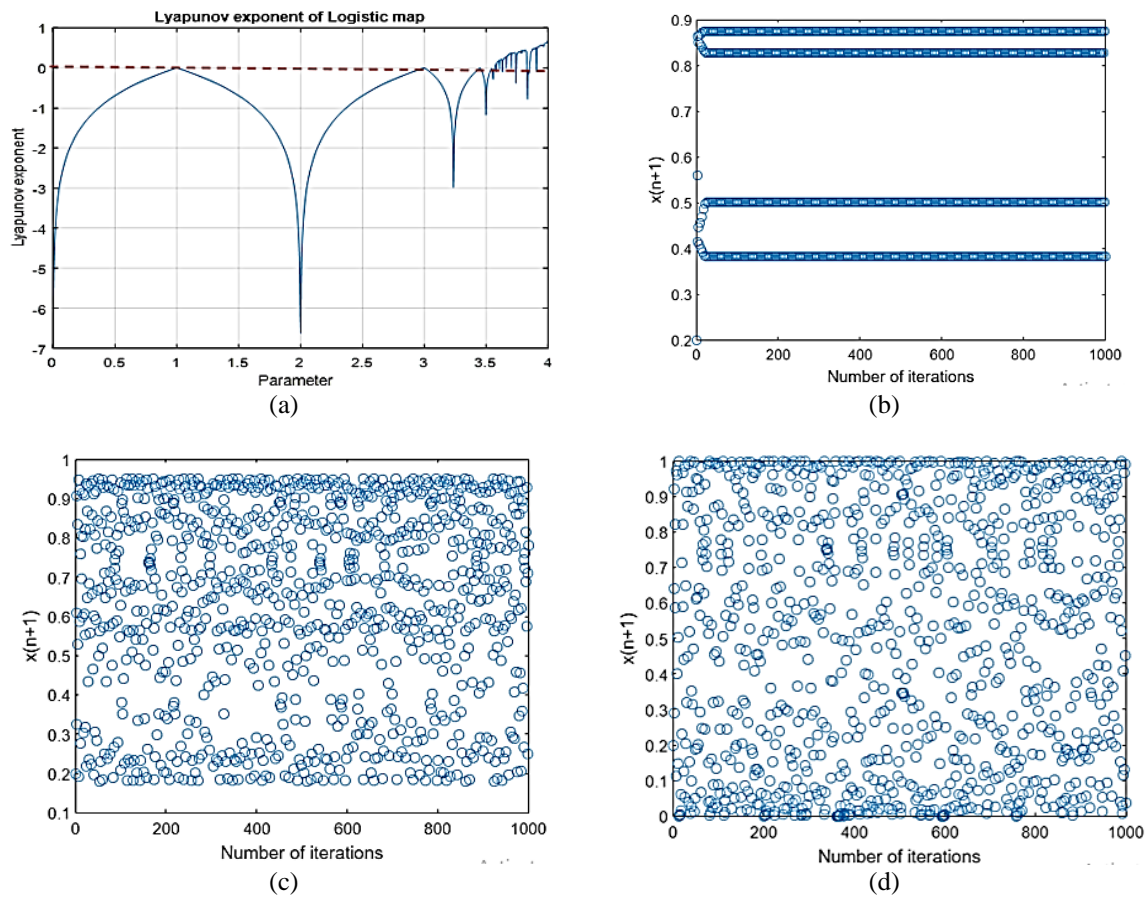 Lyapunov exponent of Logistic map
1
0
-1
-2
-3
-4
-5
-6
-7
Lyapunov exponent
0 0.5 1 1.5 2 2.5 3 3.5 4
Parameter
(a)
0.9
0.8
0.7
0.6
0.5
0.4
0.3
0.2
x(n+1)
0 200 400 600 800 1000
Number of iterations
(b)
1
0.9
0.8
0.7
0.6
0.5
0.4
0.3
0.2
0.1
x(n+1)
0 200 400 600 800 1000
Number of iterations
(c)
1
0.9
0.8
0.7
0.6
0.5
0.4
0.3
0.2
0.1
0
x(n+1)
0 200 400 600 800 1000
Number of iterations
(d)